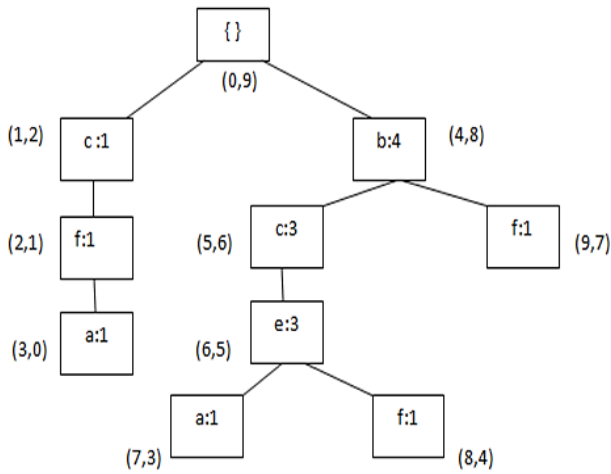 { }
(0,9)
(1,2) c:1 b:4 (4,8)
(2,1) f:1 (5,6) c:3 f:1 (9,7)
(3,0) a:1 (6,5) e:3
a:1 f:1
(7,3) (8,4)